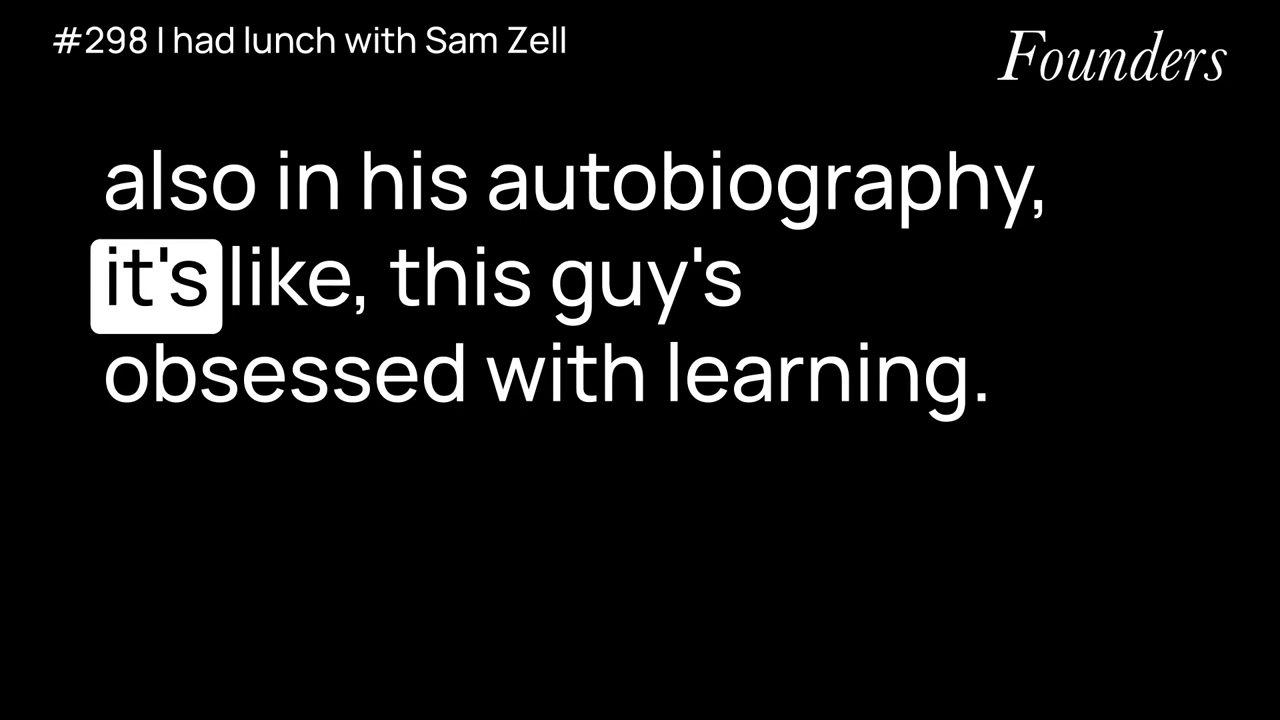 #298 I had lunch with Sam Zell
Founders
also in his autobiography,
it's like, this guy's
obsessed with learning.